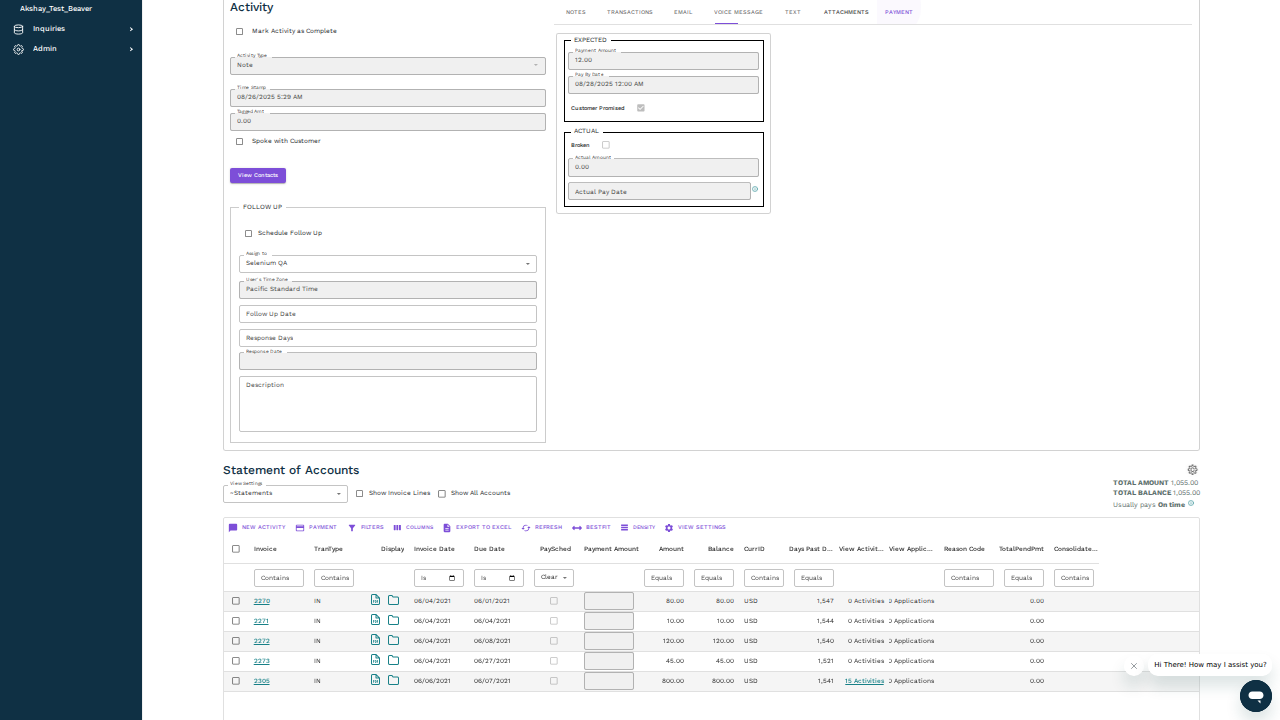 Akshay_Test_Beaver
Inquiries
Admin
Activity
Mark Activity as Complete
Activity Type
Note
Time Stamp
08/26/2025 5:29 AM
Tagged Amt
0.00
Spoke with Customer
View Contacts
FOLLOW UP
Schedule Follow Up
Assign To
Selenium QA
User's Time Zone
Pacific Standard Time
Follow Up Date
Response Days
Response Date
Description
NOTES TRANSACTIONS EMAIL VOICE MESSAGE TEXT ATTACHMENTS PAYMENT
EXPECTED
Payment Amount
12.00
Pay By Date
08/28/2025 12:00 AM
Customer Promised
ACTUAL
Broken
Actual Amount
0.00
Actual Pay Date
Statement of Accounts
View Settings
~Statements
Show Invoice Lines Show All Accounts
TOTAL AMOUNT 1,055.00
TOTAL BALANCE 1,055.00
Usually pays On time
NEW ACTIVITY PAYMENT FILTERS COLUMNS EXPORT TO EXCEL REFRESH BESTFIT DENSITY VIEW SETTINGS
Invoice TranType Display Invoice Date Due Date PaySched Payment Amount Amount Balance CurrID Days Past D... View Activit... View Applic... Reason Code TotalPendPmt Consolidate...
Contains Contains Is Is Clear Equals Equals Contains Equals Contains Equals Contains
2270 IN 06/04/2021 06/01/2021 80.00 80.00 USD 1,547 0 Activities 0 Applications 0.00
2271 IN 06/04/2021 06/04/2021 10.00 10.00 USD 1,544 0 Activities 0 Applications 0.00
2272 IN 06/04/2021 06/08/2021 120.00 120.00 USD 1,540 0 Activities 0 Applications 0.00
2273 IN 06/04/2021 06/27/2021 45.00 45.00 USD 1,521 0 Activities 0 Applications 0.00
2305 IN 06/06/2021 06/07/2021 800.00 800.00 USD 1,541 15 Activities 0 Applications 0.00
Hi There! How may I assist you?